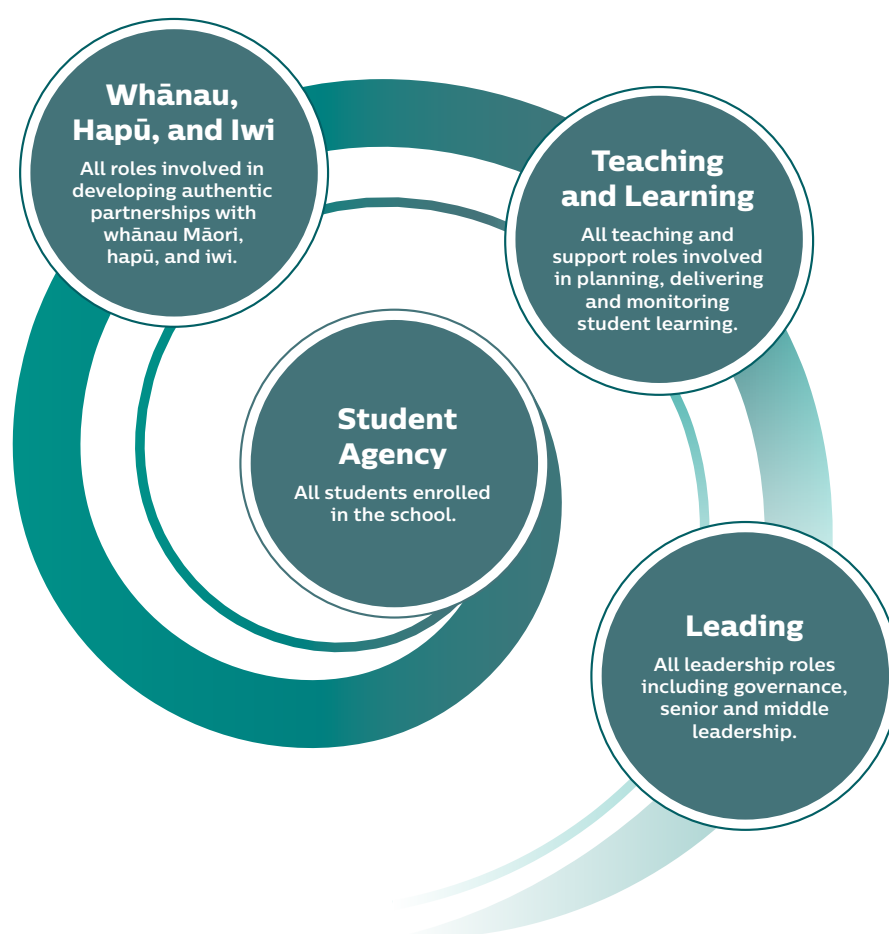 Whānau,
Hapū, and Iwi
All roles involved in
developing authentic
partnerships with
whānau Māori,
hapū, and iwi.
Teaching
and Learning
All teaching and
support roles involved
in planning, delivering
and monitoring
student learning.
Student
Agency
All students enrolled
in the school.
Leading
All leadership roles
including governance,
senior and middle
leadership.